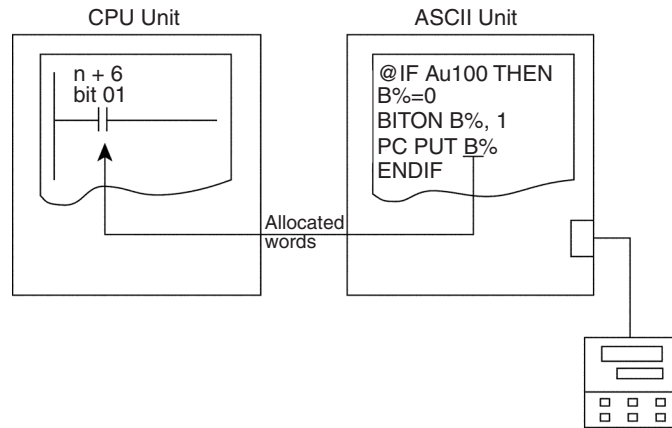 CPU Unit
n + 6
bit 01
ASCII Unit
@IF Au100 THEN
B%=0
BITON B%, 1
PC PUT B%
ENDIF
Allocated
words